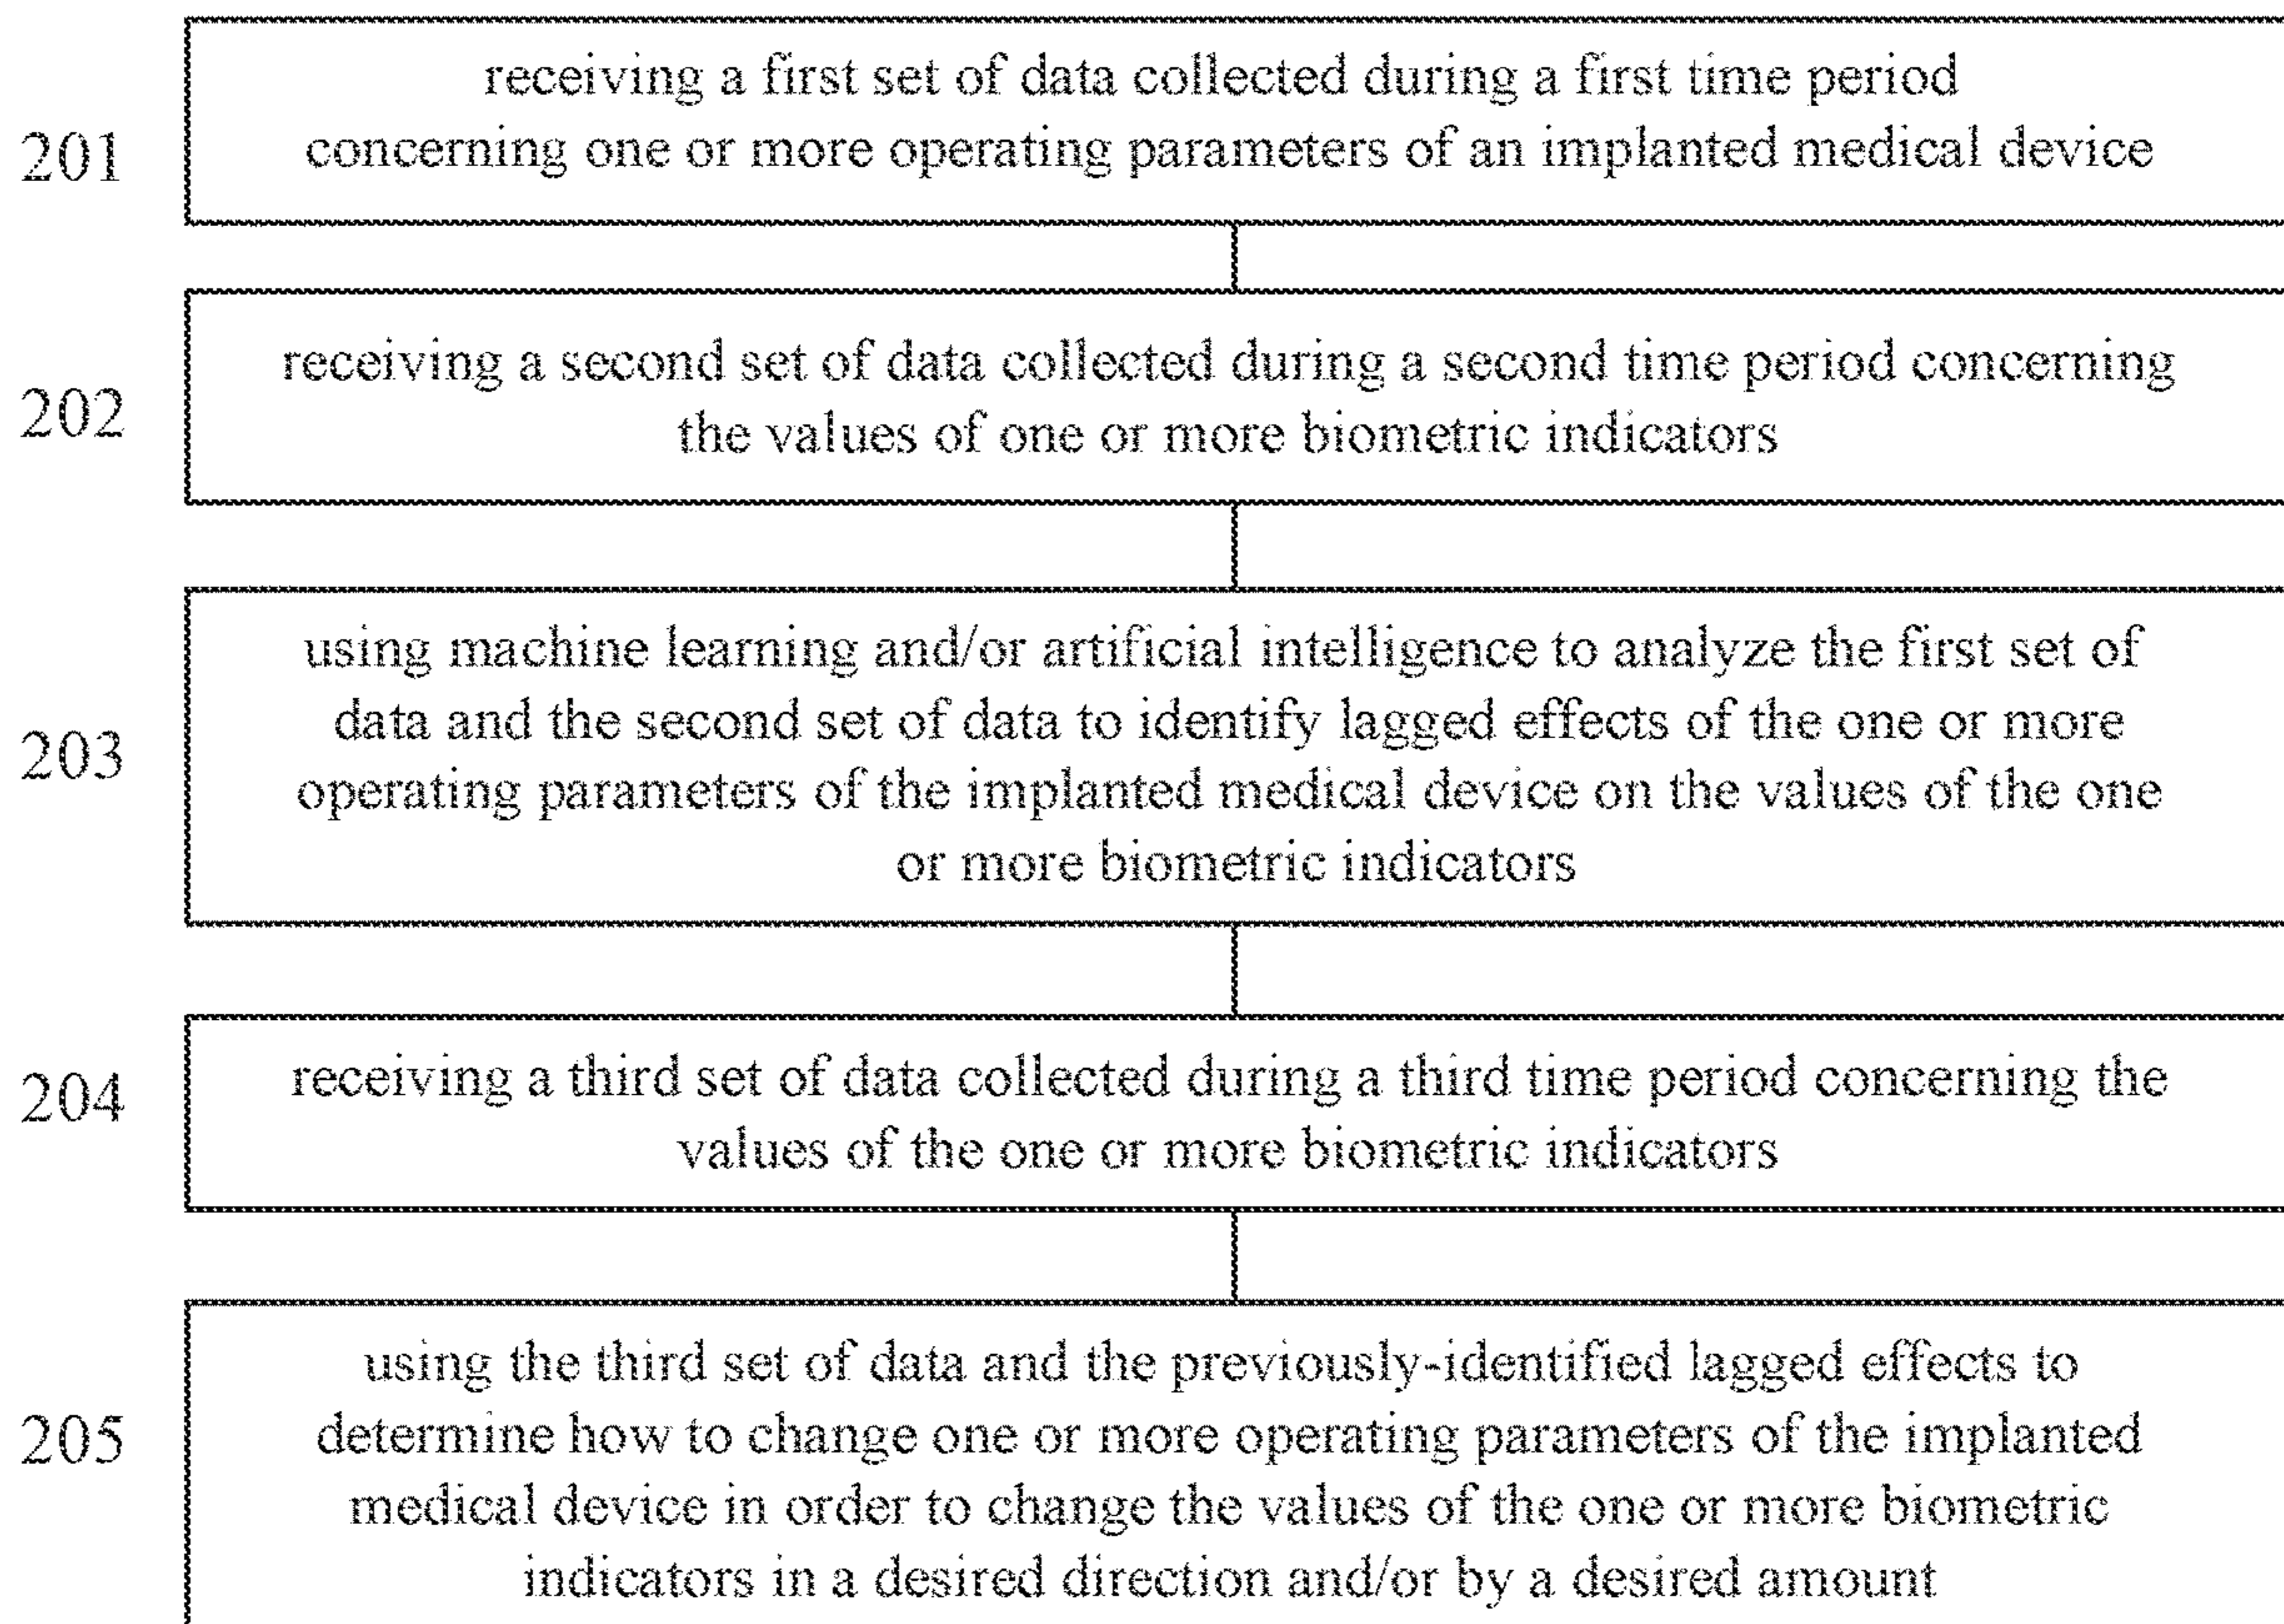 receiving a first set of data collected during a first time period
201
concerning one or more operating parameters of an implanted medical device
receiving a second set of data collected during a second time period concerning
202
the values of one or more biometric indicators
using machine learning and/or artificial intelligence to analyze the first set of
data and the second set of data to identify lagged effects of the one or more
203
operating parameters of the implanted medical device on the values of the one
or more biometric indicators
receiving a third set of data collected during a third time period concerning the
204
values of the one or more biometric indicators
using the third set of data and the previously-identified lagged effects to
205
determine how to change one or more operating parameters of the implanted
medical device in order to change the values of the one or more biometric
indicators in a desired direction and/or by a desired amount